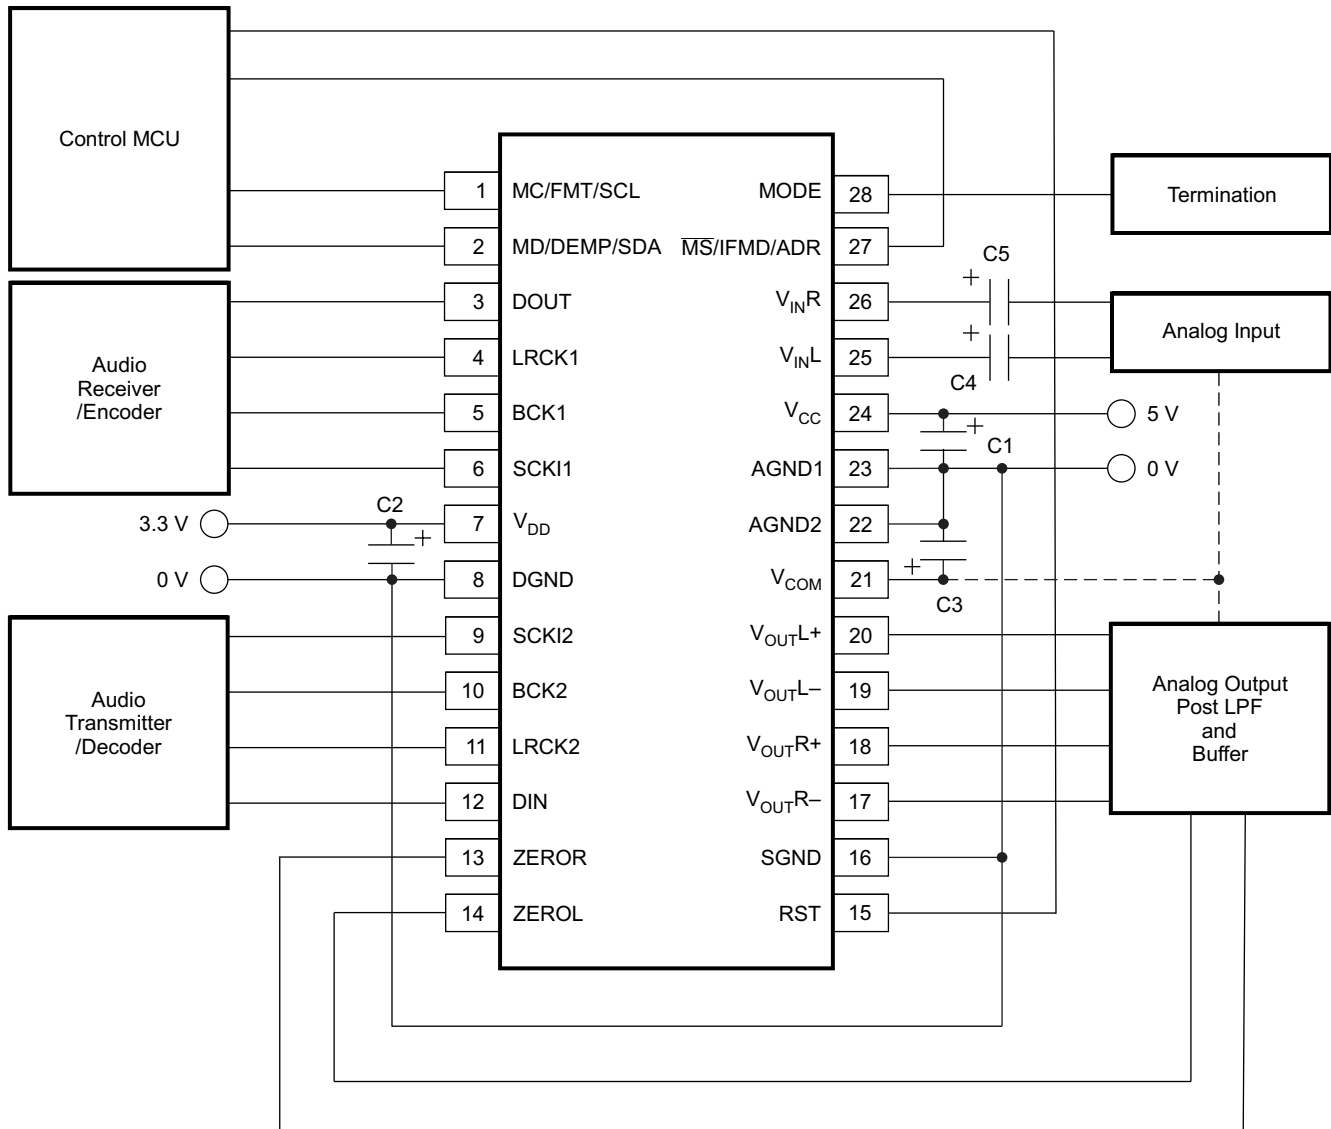 Control MCU
1 MC/FMT/SCL
2 MD/DEMP/SDA
Audio
Receiver
/Encoder
3 DOUT
4 LRCK1
5 BCK1
6 SCKI1
3.3 V
C2
+
7 VDD
0 V
8 DGND
Audio
Transmitter
/Decoder
9 SCKI2
10 BCK2
11 LRCK2
12 DIN
13 ZEROR
14 ZEROL
MODE 28
Termination
M̅S̅/IFMD/ADR 27
C5
+
VINR 26
Analog Input
+
VINL 25
C4
VCC 24
5 V
+
C1
AGND1 23
0 V
AGND2 22
VCOM 21
+
C3
VOUTL+ 20
VOUTL– 19
VOUTR+ 18
VOUTR– 17
Analog Output
Post LPF
and
Buffer
SGND 16
RST 15